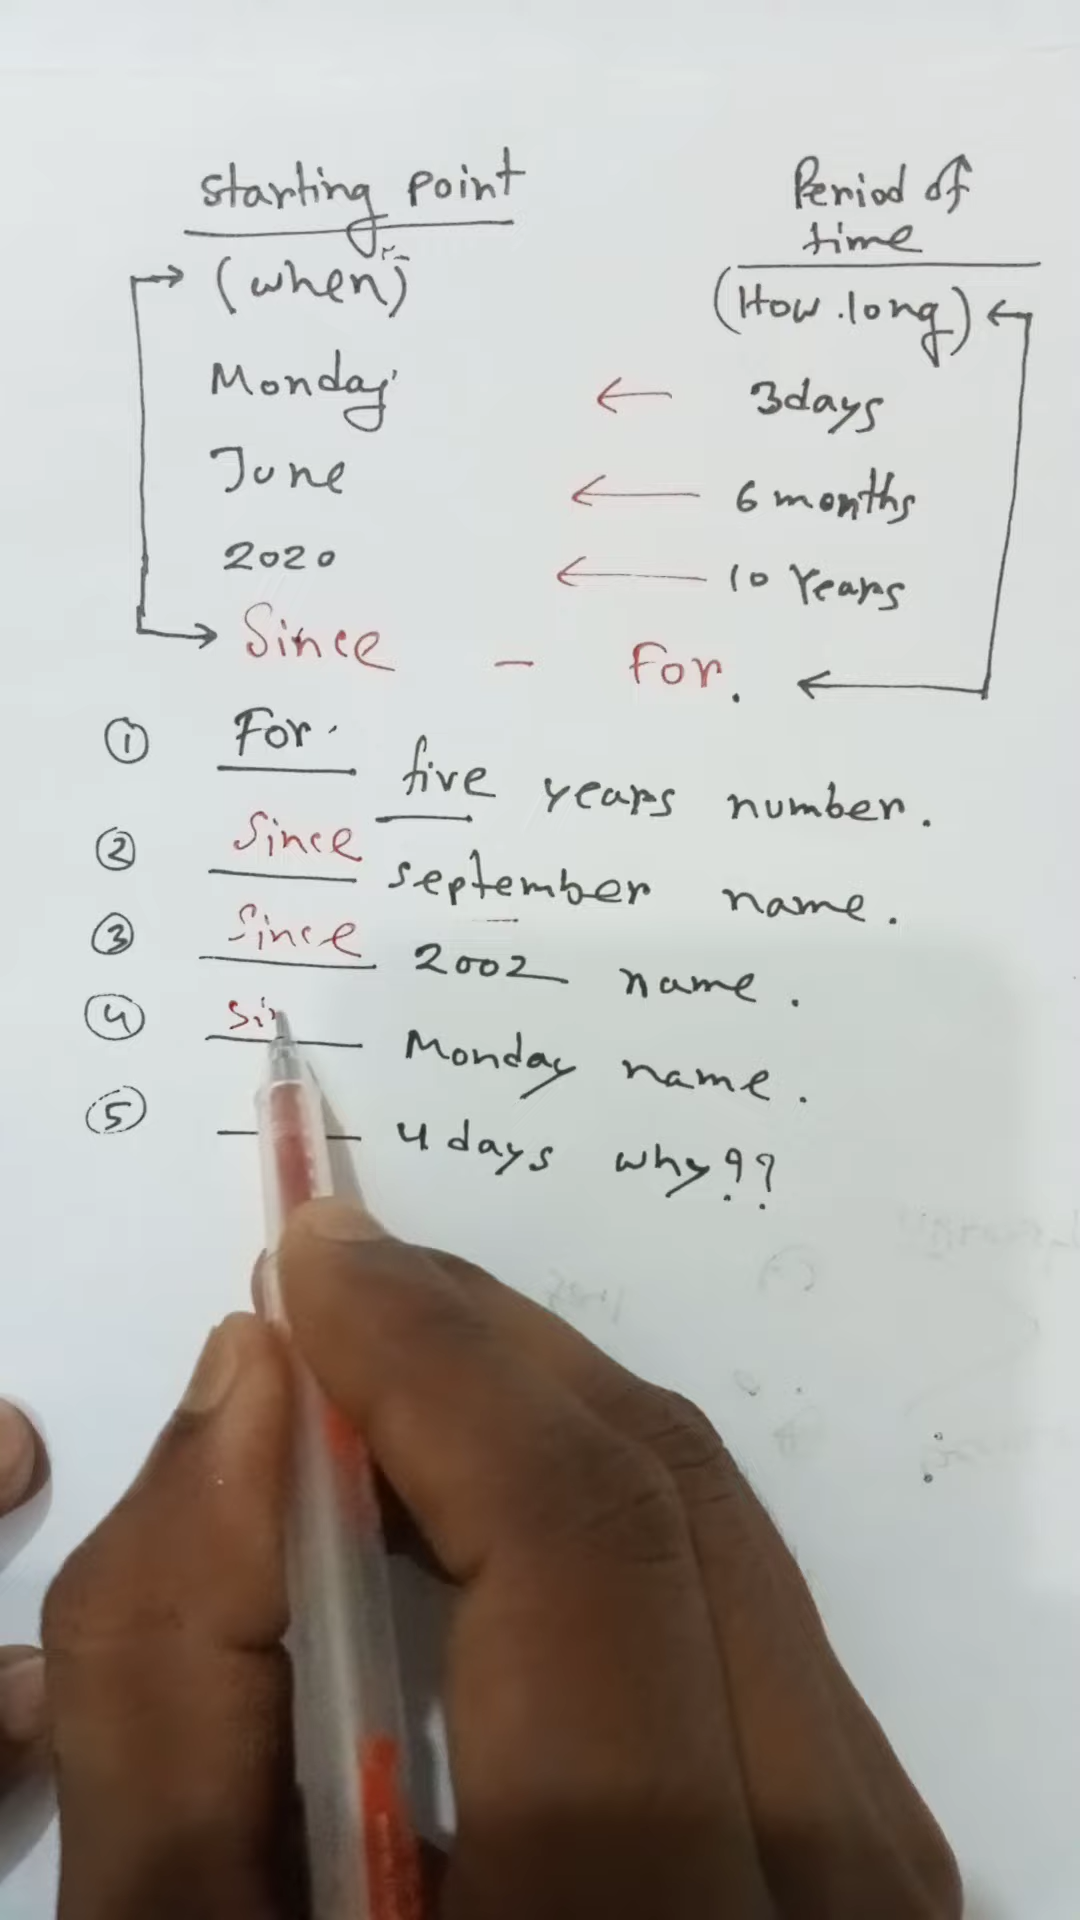 starting point
Period of time
(when)
(How long)
Monday
3days
June
6 months
2020
10 Years
Since - For.
① For five years number.
② Since september name.
③ Since 2002 name.
④ Sin Monday name.
⑤ 4 days why??